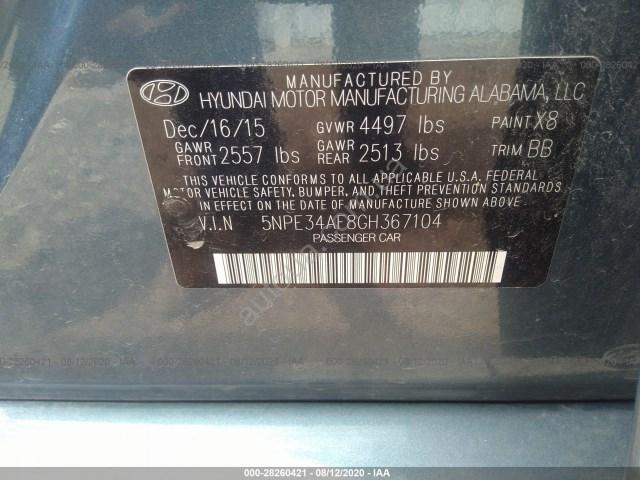 MANUFACTURED BY
HYUNDAI MOTOR MANUFACTURING ALABAMA, LLC
Dec/16/15 GVWR 4497 lbs PAINT X8
GAWR FRONT 2557 lbs GAWR REAR 2513 lbs TRIM BB
THIS VEHICLE CONFORMS TO ALL APPLICABLE U.S.A. FEDERAL
MOTOR VEHICLE SAFETY, BUMPER, AND THEFT PREVENTION
STANDARDS IN EFFECT ON THE DATE OF MANUFACTURE SHOWN ABOVE.
V.I.N 5NPE34AF8GH367104
PASSENGER CAR
000-28260421 - 08/12/2020 - IAA